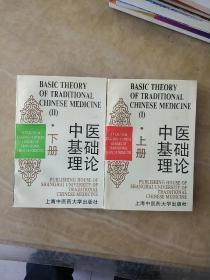 BASIC THEORY OF TRADITIONAL
CHINESE MEDICINE
(II)
中医
基础
理论
·下册
PUBLISHING HOUSE OF
SHANGHAI UNIVERSITY OF
TRADITIONAL CHINESE MEDICINE
上海中医药大学出版社
BASIC THEORY OF TRADITIONAL
CHINESE MEDICINE
(I)
中医
基础
理论
·上册
PUBLISHING HOUSE OF
SHANGHAI UNIVERSITY OF
TRADITIONAL CHINESE MEDICINE
上海中医药大学出版社